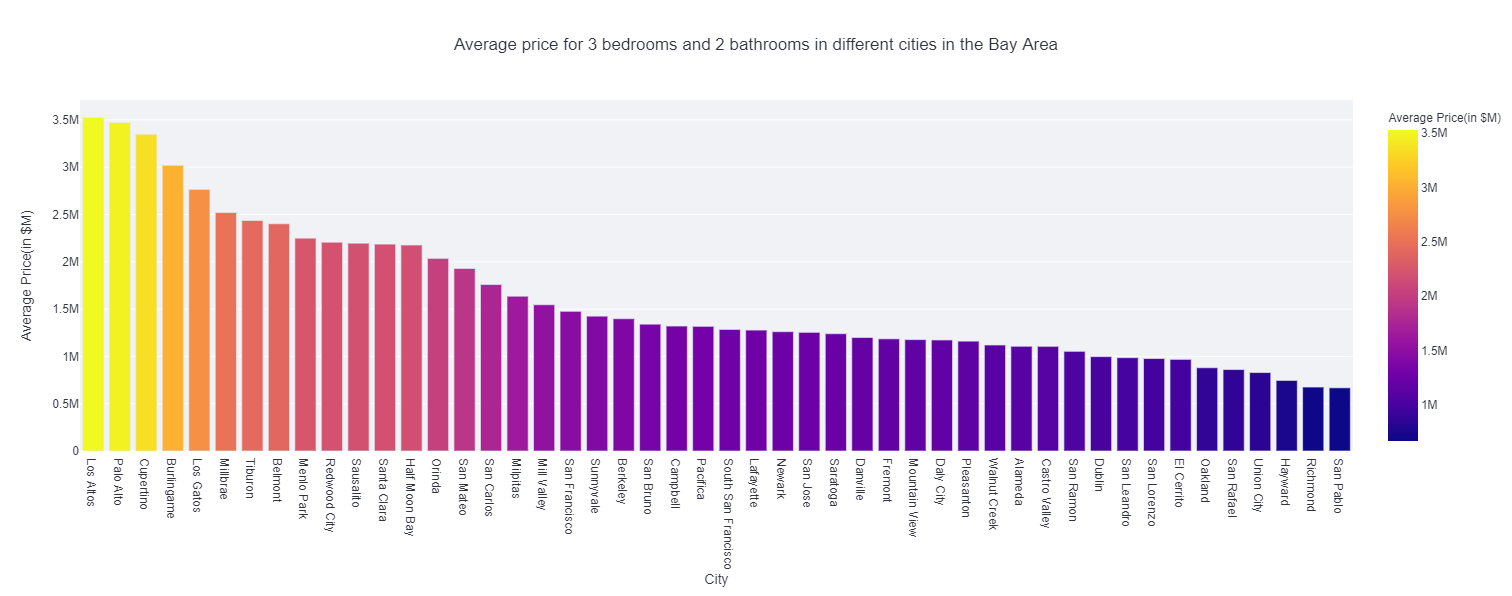 Average price for 3 bedrooms and 2 bathrooms in different cities in the Bay Area
Average Price(in $M)
3.5M
3M
2.5M
2M
1.5M
1M
0.5M
0
Los Altos
Palo Alto
Cupertino
Burlingame
Los Gatos
Millbrae
Tiburon
Belmont
Menlo Park
Redwood City
Sausalito
Santa Clara
Half Moon Bay
Orinda
San Mateo
San Carlos
Milpitas
Mill Valley
San Francisco
Sunnyvale
Berkeley
San Bruno
Campbell
Pacifica
South San Francisco
Lafayette
Newark
San Jose
Saratoga
Danville
Fremont
Mountain View
Daly City
Pleasanton
Walnut Creek
Alameda
Castro Valley
San Ramon
Dublin
San Leandro
San Lorenzo
El Cerrito
Oakland
San Rafael
Union City
Hayward
Richmond
San Pablo
City
Average Price(in $M)
3.5M
3M
2.5M
2M
1.5M
1M